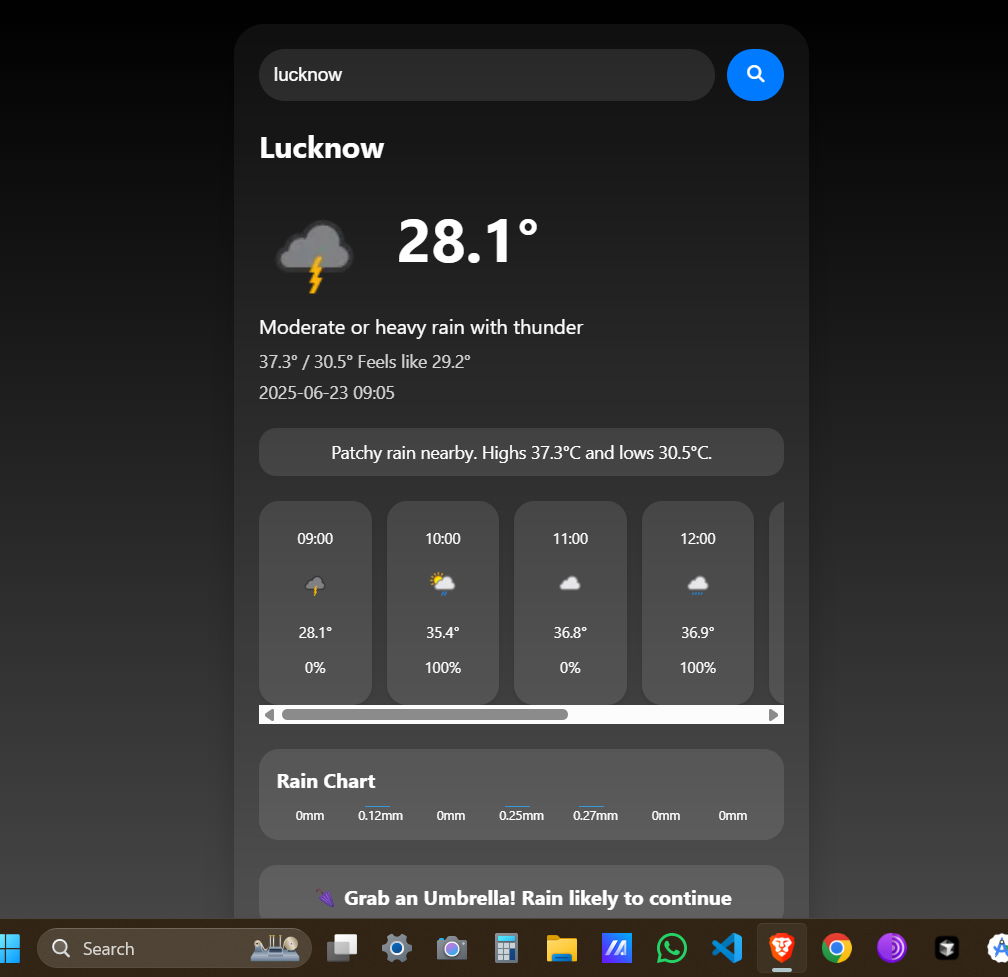 lucknow
Lucknow
28.1°
Moderate or heavy rain with thunder
37.3° / 30.5° Feels like 29.2°
2025-06-23 09:05
Patchy rain nearby. Highs 37.3°C and lows 30.5°C.
09:00 10:00 11:00 12:00
28.1° 35.4° 36.8° 36.9°
0% 100% 0% 100%
Rain Chart
0mm 0.12mm 0mm 0.25mm 0.27mm 0mm 0mm
Grab an Umbrella! Rain likely to continue
Search